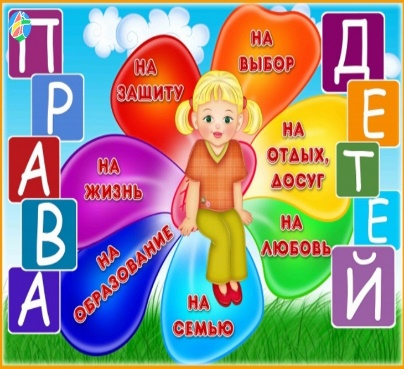 ПРАВА
ДЕТЕЙ
НА
ЗАЩИТУ
НА
ВЫБОР
НА
ОТДЫХ,
ДОСУГ
НА
ЛЮБОВЬ
НА
СЕМЬЮ
НА
ОБРАЗОВАНИЕ
НА
ЖИЗНЬ